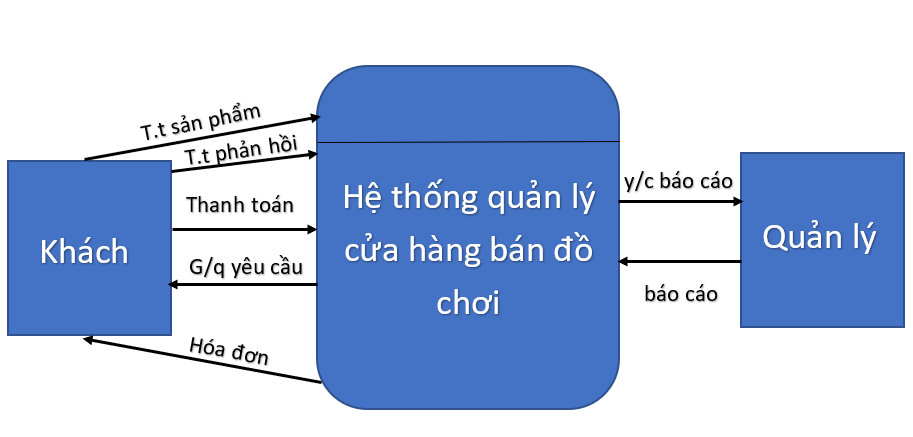 T.t sản phẩm
T.t phản hồi
Thanh toán
G/q yêu cầu
Hóa đơn
Khách
Hệ thống quản lý
cửa hàng bán đồ
chơi
y/c báo cáo
báo cáo
Quản lý